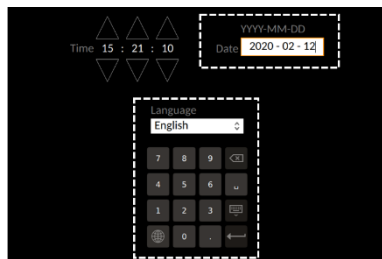 YYYY-MM-DD
Time 15 : 21 : 10
Date 2020 - 02 - 12
Language
English
7 8 9
4 5 6
1 2 3
0 .